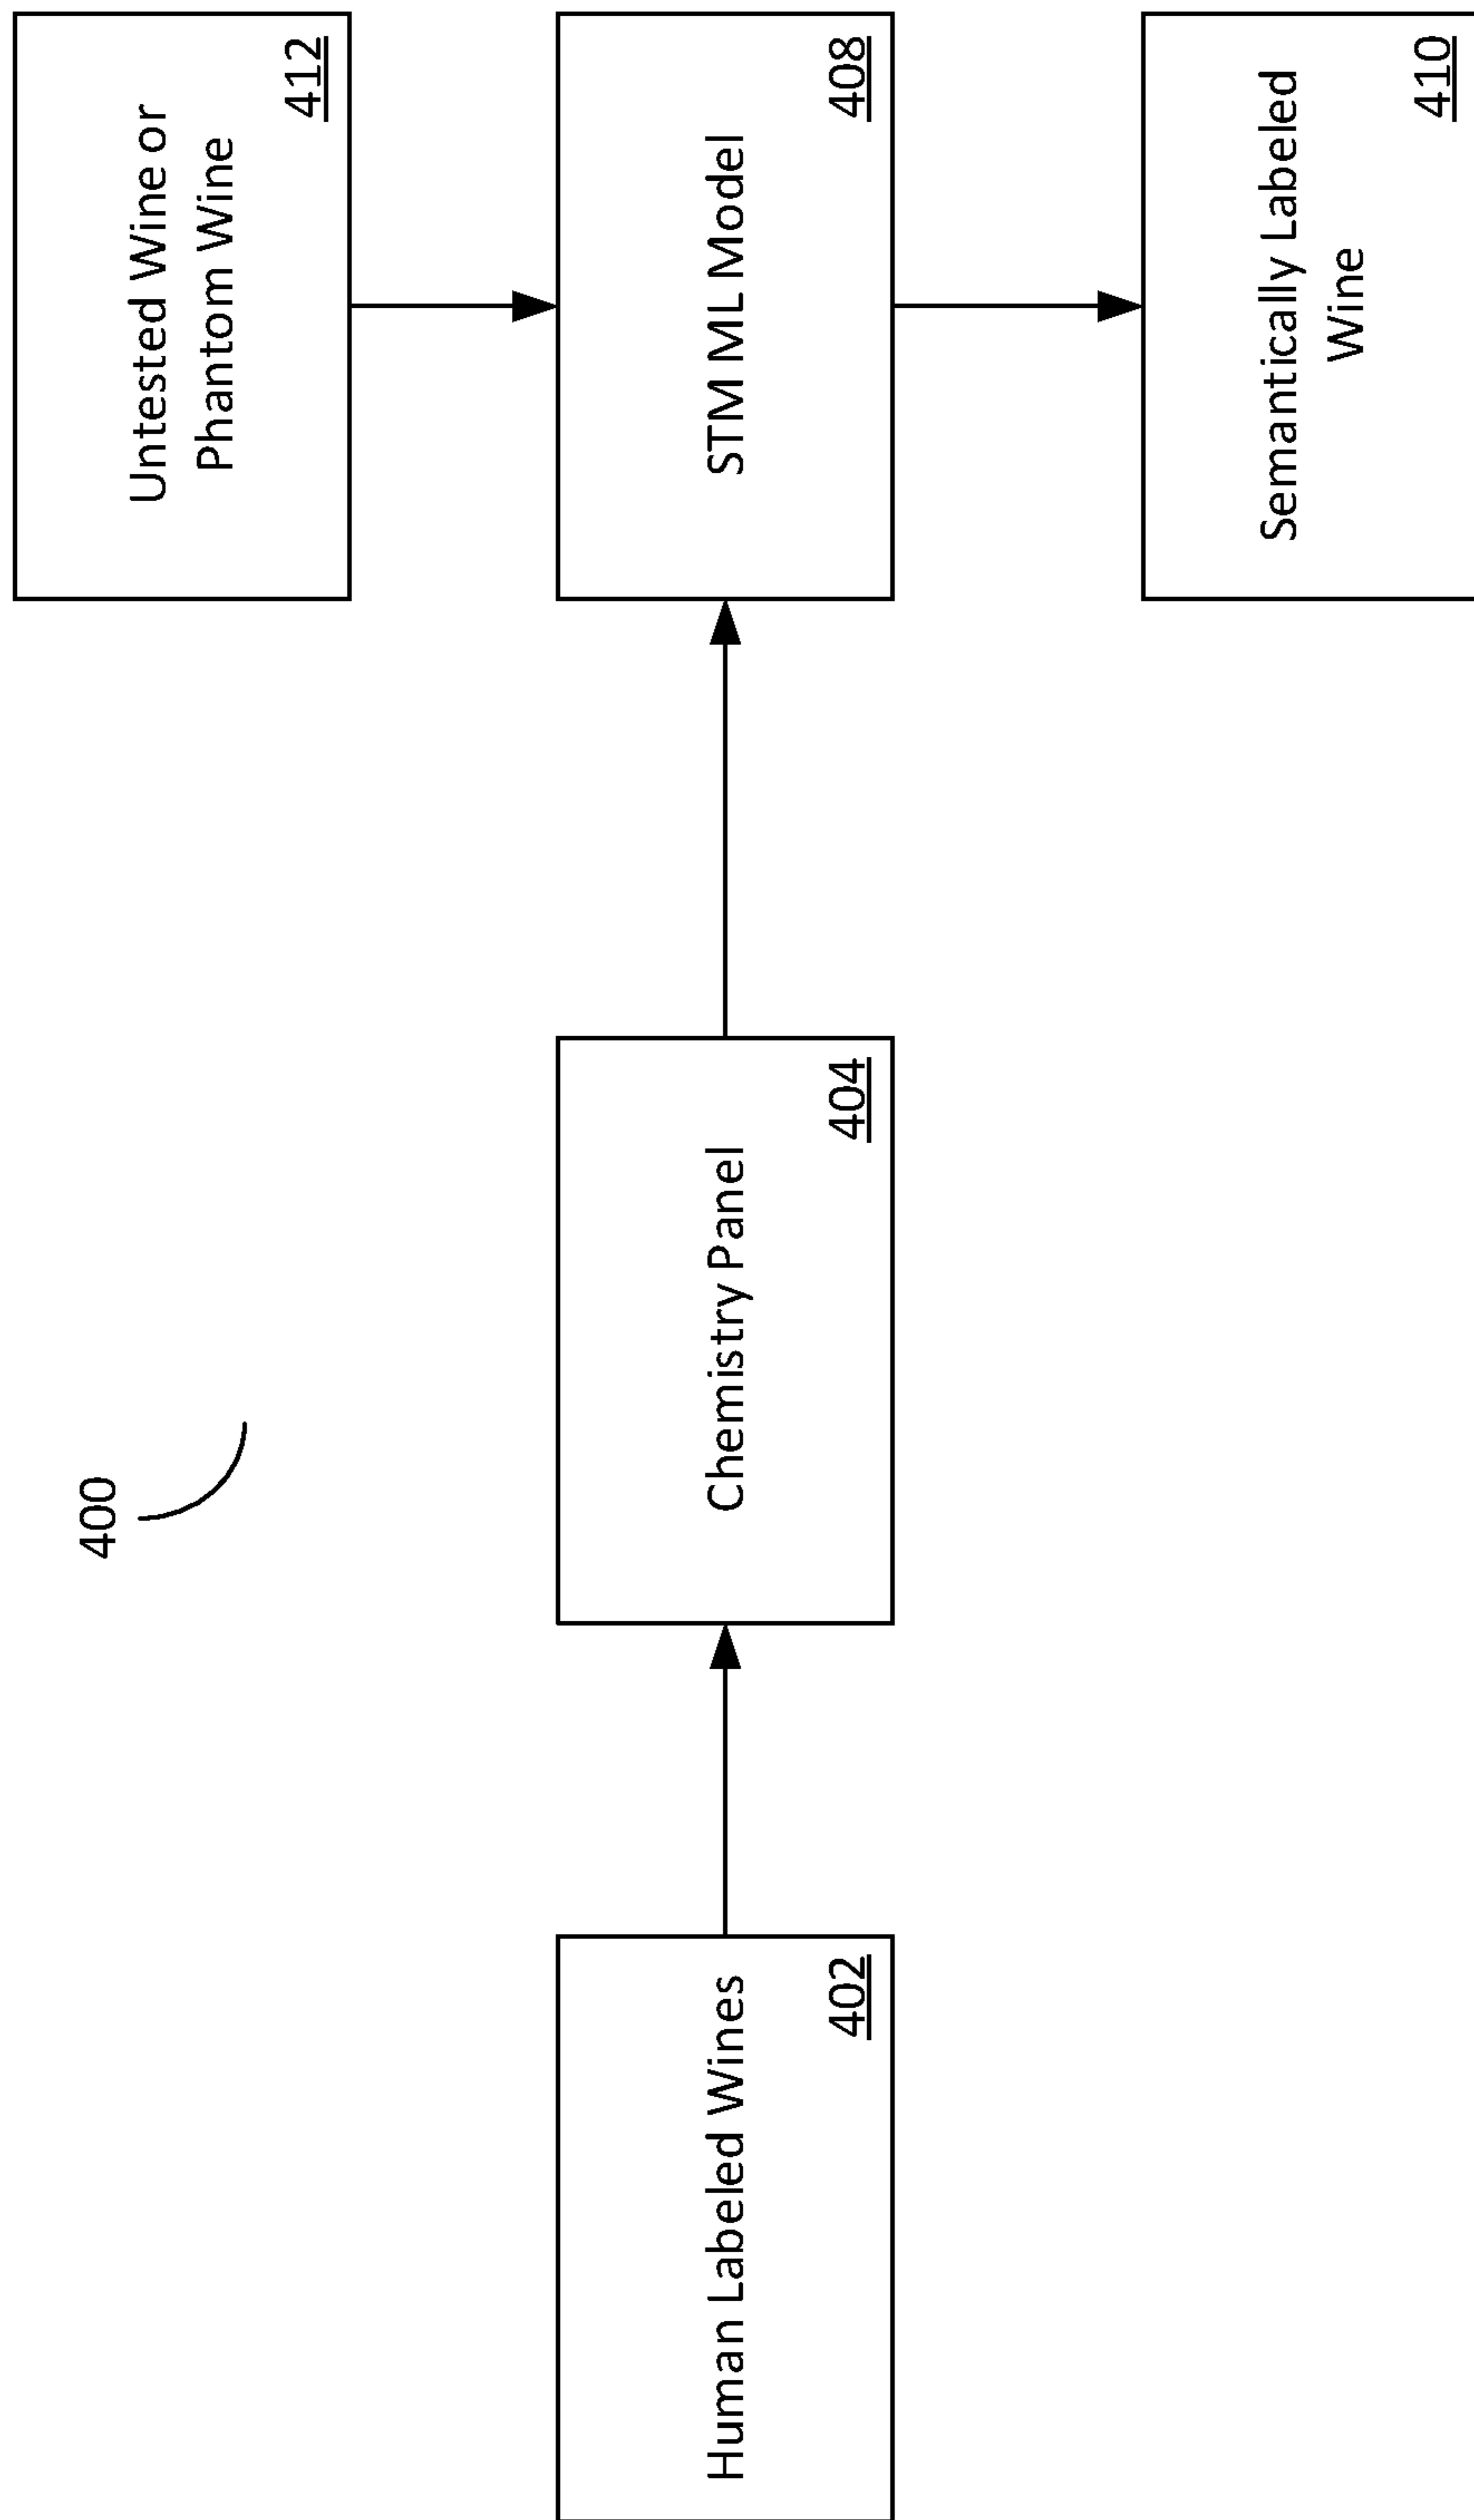 400
Untested Wine or
Phantom Wine
412
Human Labeled Wines
402
Chemistry Panel
404
STM ML Model
408
Semantically Labeled
Wine
410